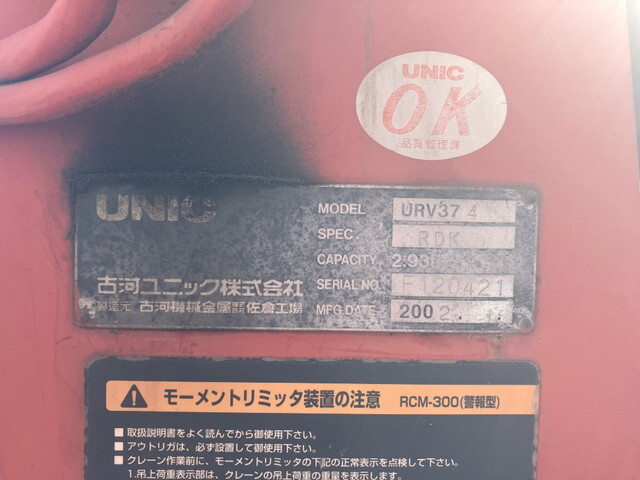 UNIC
OK
品質管理課
UNIC
古河ユニック株式会社
製造元 古河機械金属株式会社佐倉工場
MODEL URV374
SPEC. RDK
CAPACITY 2.93t
SERIAL NO. F120421
MFG.DATE 2002.
モーメントリミッタ装置の注意 RCM-300(警報型)
■取扱説明書をよく読んでから御使用下さい。
■アウトリガは、必ず設置して御使用下さい。
■クレーン作業前に、モーメントリミッタの下記の正常表示を点検して下さい。
1.吊上荷重表示部は、クレーンの吊上荷重の重量を表示します。